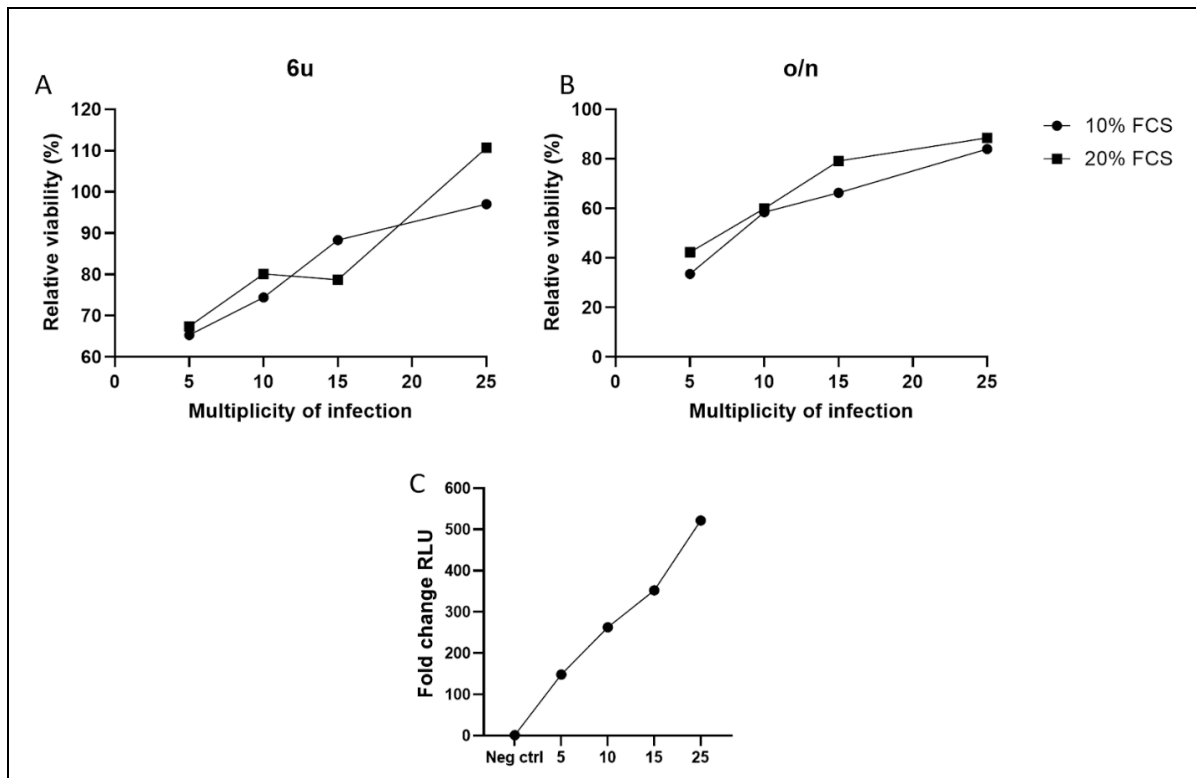 6u
A
120
110
100
90
80
70
60
Relative viability (%)
0 5 10 15 20 25
Multiplicity of infection
o/n
B
100
80
60
40
20
0
Relative viability (%)
0 5 10 15 20 25
Multiplicity of infection
10% FCS
20% FCS
C
600
500
400
300
200
100
0
Fold change RLU
Neg ctrl 5 10 15 25